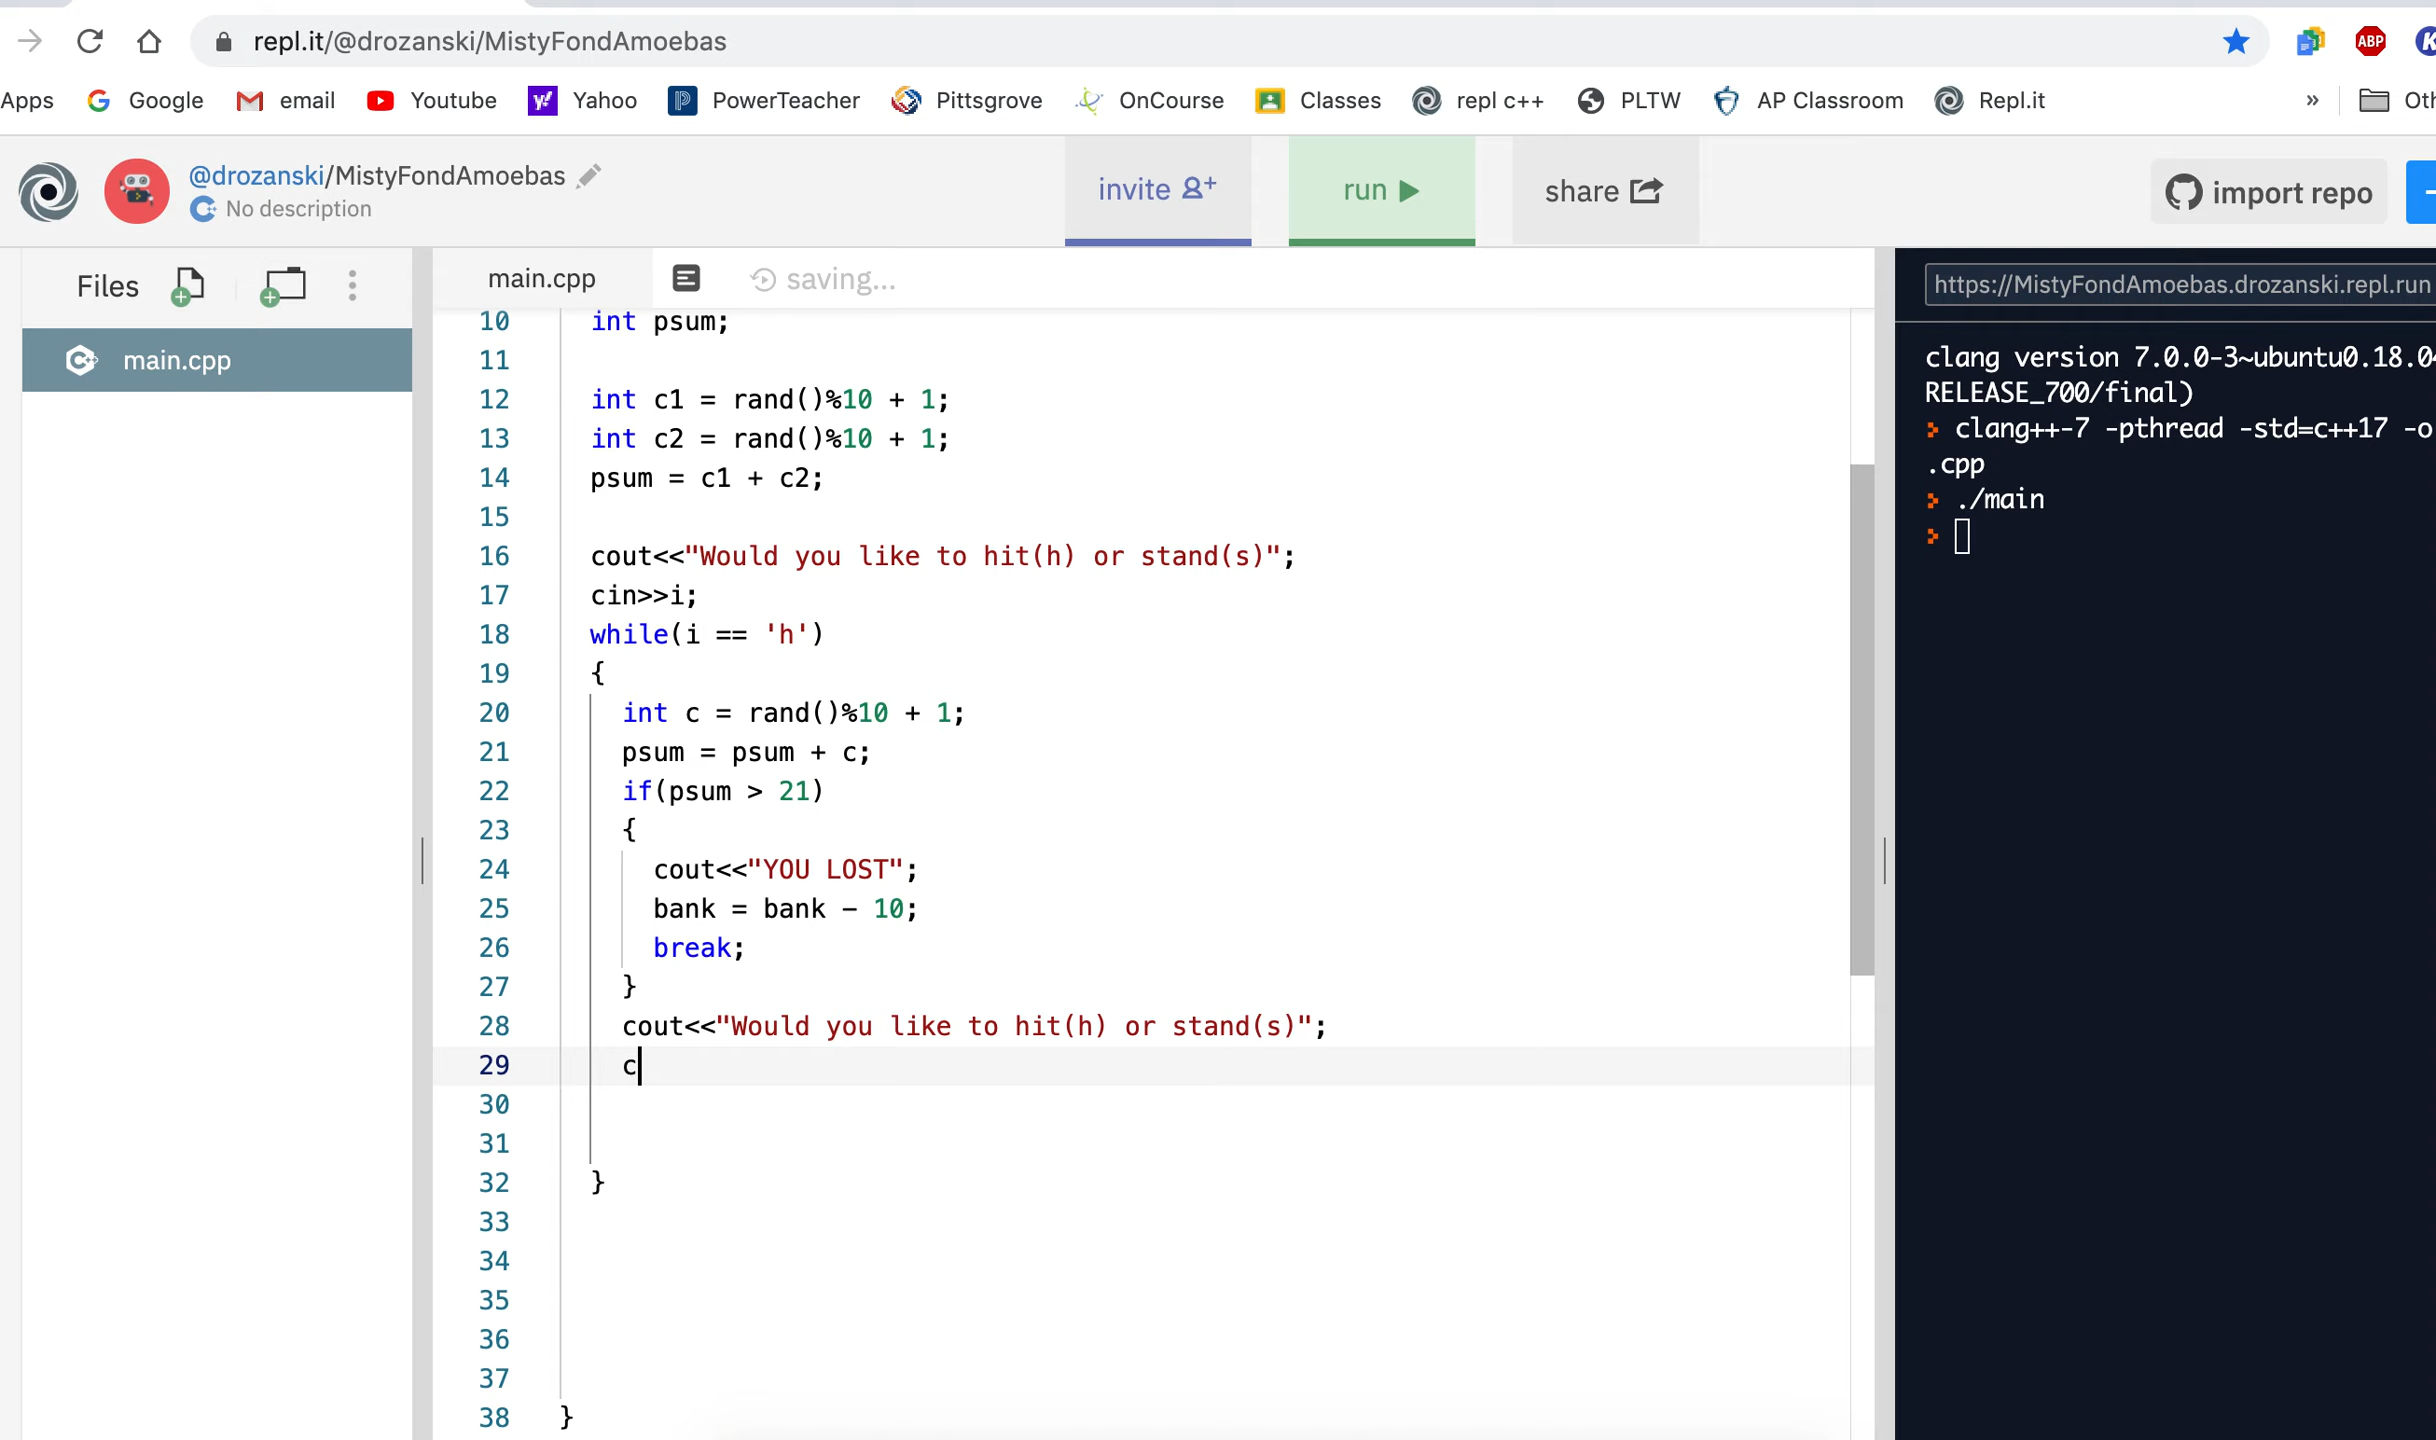 repl.it/@drozanski/MistyFondAmoebas
ABP
Apps Google email Youtube Yahoo PowerTeacher Pittsgrove OnCourse Classes repl c++ PLTW AP Classroom Repl.it »
@drozanski/MistyFondAmoebas
No description
invite
run
share
import repo
Files
main.cpp
main.cpp
saving...
https://MistyFondAmoebas.drozanski.repl.run
10 int psum;
11
12 int c1 = rand()%10 + 1;
13 int c2 = rand()%10 + 1;
14 psum = c1 + c2;
15
16 cout<<"Would you like to hit(h) or stand(s)";
17 cin>>i;
18 while(i == 'h')
19 {
20 int c = rand()%10 + 1;
21 psum = psum + c;
22 if(psum > 21)
23 {
24 cout<<"YOU LOST";
25 bank = bank - 10;
26 break;
27 }
28 cout<<"Would you like to hit(h) or stand(s)";
29 c
30
31
32 }
33
34
35
36
37
38 }
clang version 7.0.0-3~ubuntu0.18.04
RELEASE_700/final)
clang++-7 -pthread -std=c++17 -o
.cpp
./main